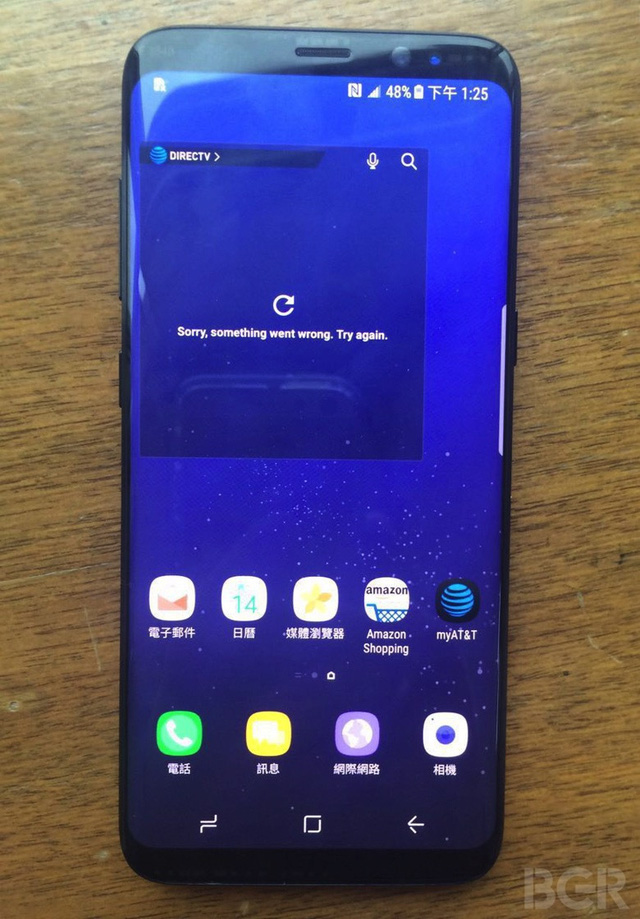 48% 下午 1:25
DIRECTV
Sorry, something went wrong. Try again.
14
amazon
電子郵件 日曆 媒體瀏覽器 Amazon Shopping myAT&T
電話 訊息 網際網路 相機
BGR